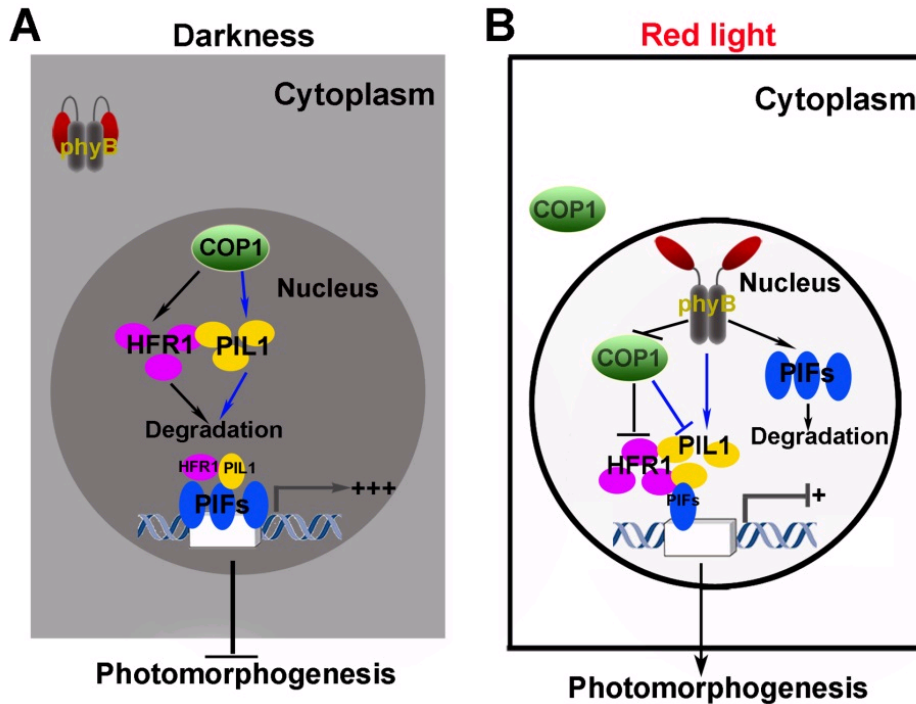 A
Darkness
Cytoplasm
phyB
COP1
Nucleus
HFR1
PIL1
Degradation
HFR1
PIL1
PIFs
+++
Photomorphogenesis
B
Red light
Cytoplasm
COP1
Nucleus
phyB
COP1
PIFs
Degradation
PIL1
HFR1
PIFs
+
Photomorphogenesis